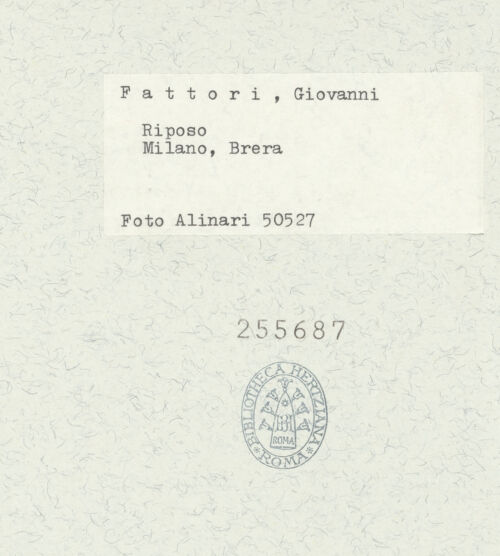 Fattori, Giovanni
Riposo
Milano, Brera
Foto Alinari 50527
255687
BIBLIOTHECA HERTZIANA
ROMA
*ROMA*